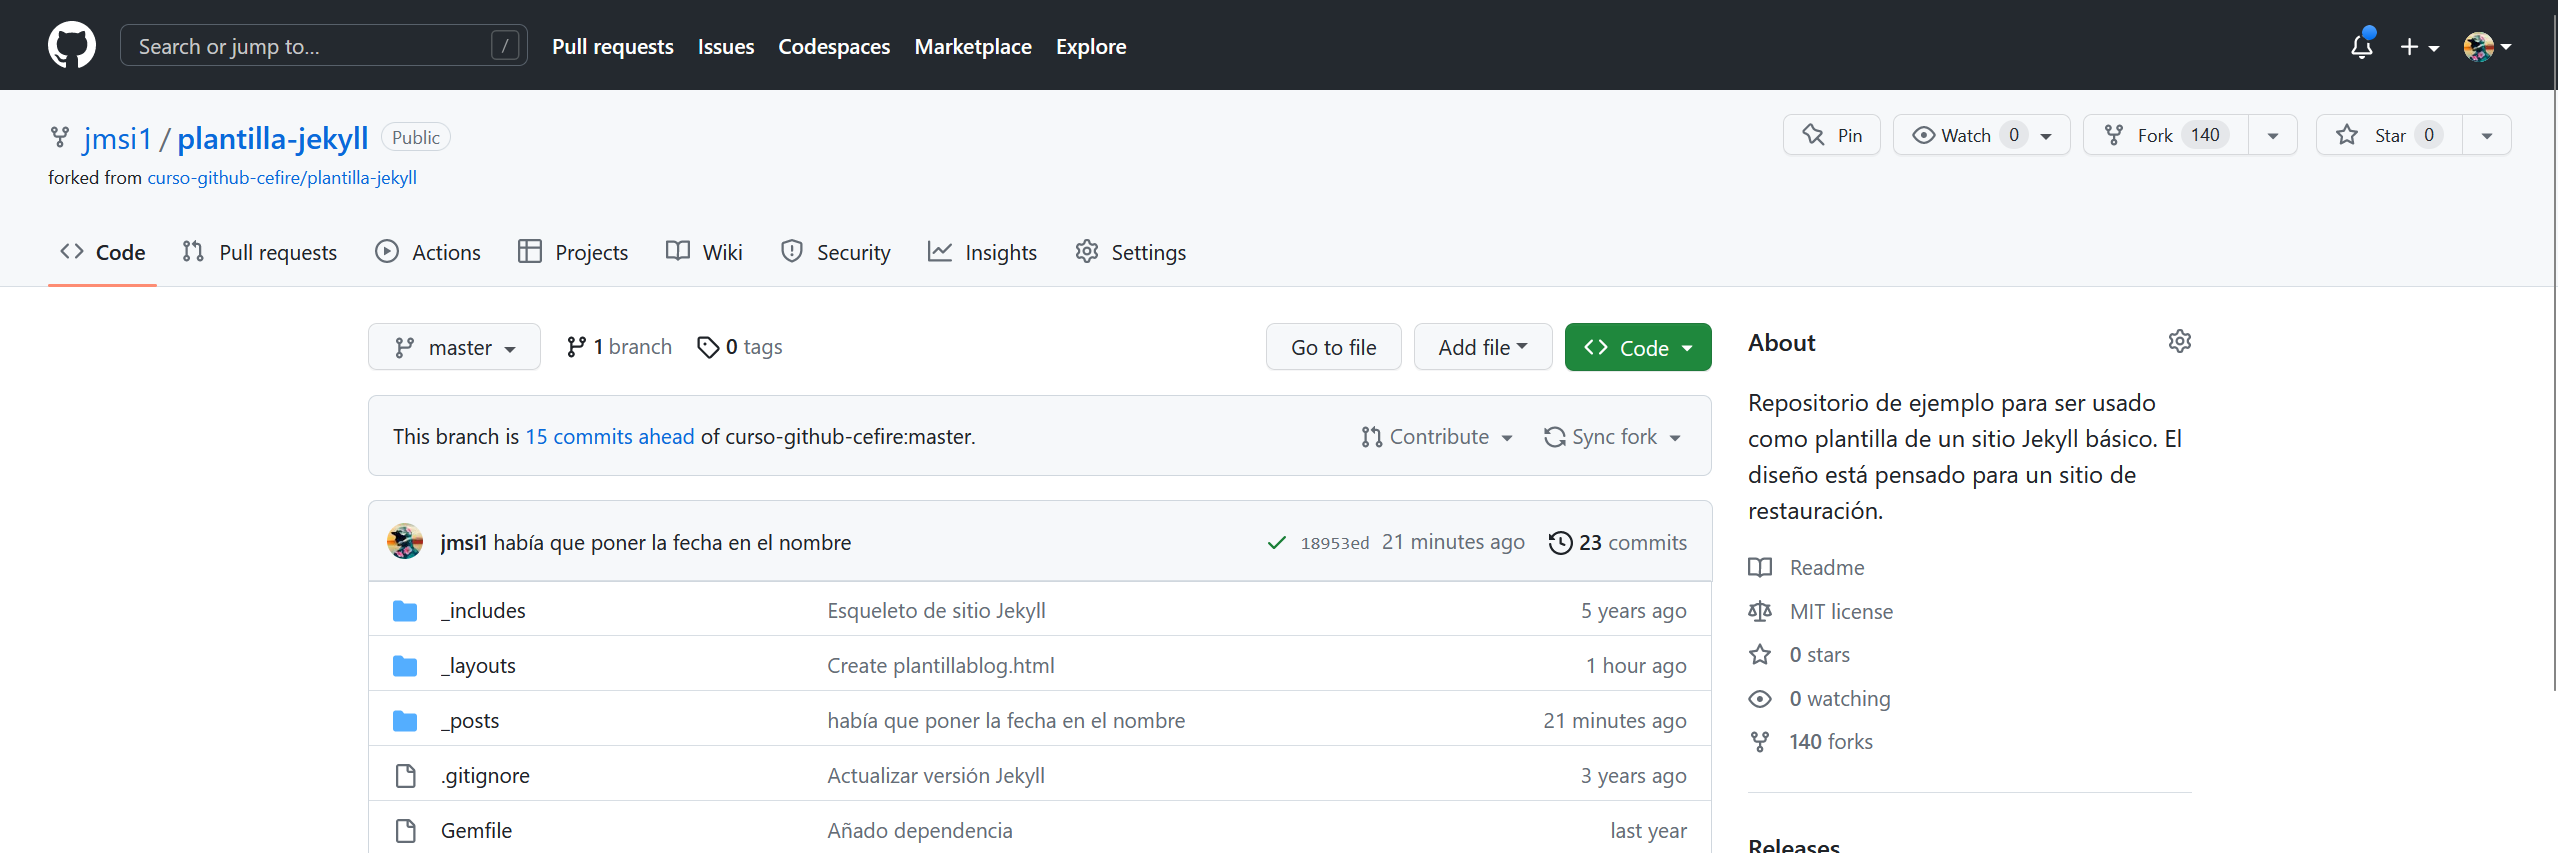 Search or jump to... /
Pull requests Issues Codespaces Marketplace Explore
jmsi1 / plantilla-jekyll Public
forked from curso-github-cefire/plantilla-jekyll
Pin
Watch 0
Fork 140
Star 0
Code Pull requests Actions Projects Wiki Security Insights Settings
master 1 branch 0 tags
Go to file Add file Code
This branch is 15 commits ahead of curso-github-cefire:master.
Contribute Sync fork
jmsi1 había que poner la fecha en el nombre 18953ed 21 minutes ago 23 commits
_includes Esqueleto de sitio Jekyll 5 years ago
_layouts Create plantillablog.html 1 hour ago
_posts había que poner la fecha en el nombre 21 minutes ago
.gitignore Actualizar versión Jekyll 3 years ago
Gemfile Añado dependencia last year
About
Repositorio de ejemplo para ser usado
como plantilla de un sitio Jekyll básico. El
diseño está pensado para un sitio de
restauración.
Readme
MIT license
0 stars
0 watching
140 forks
Releases